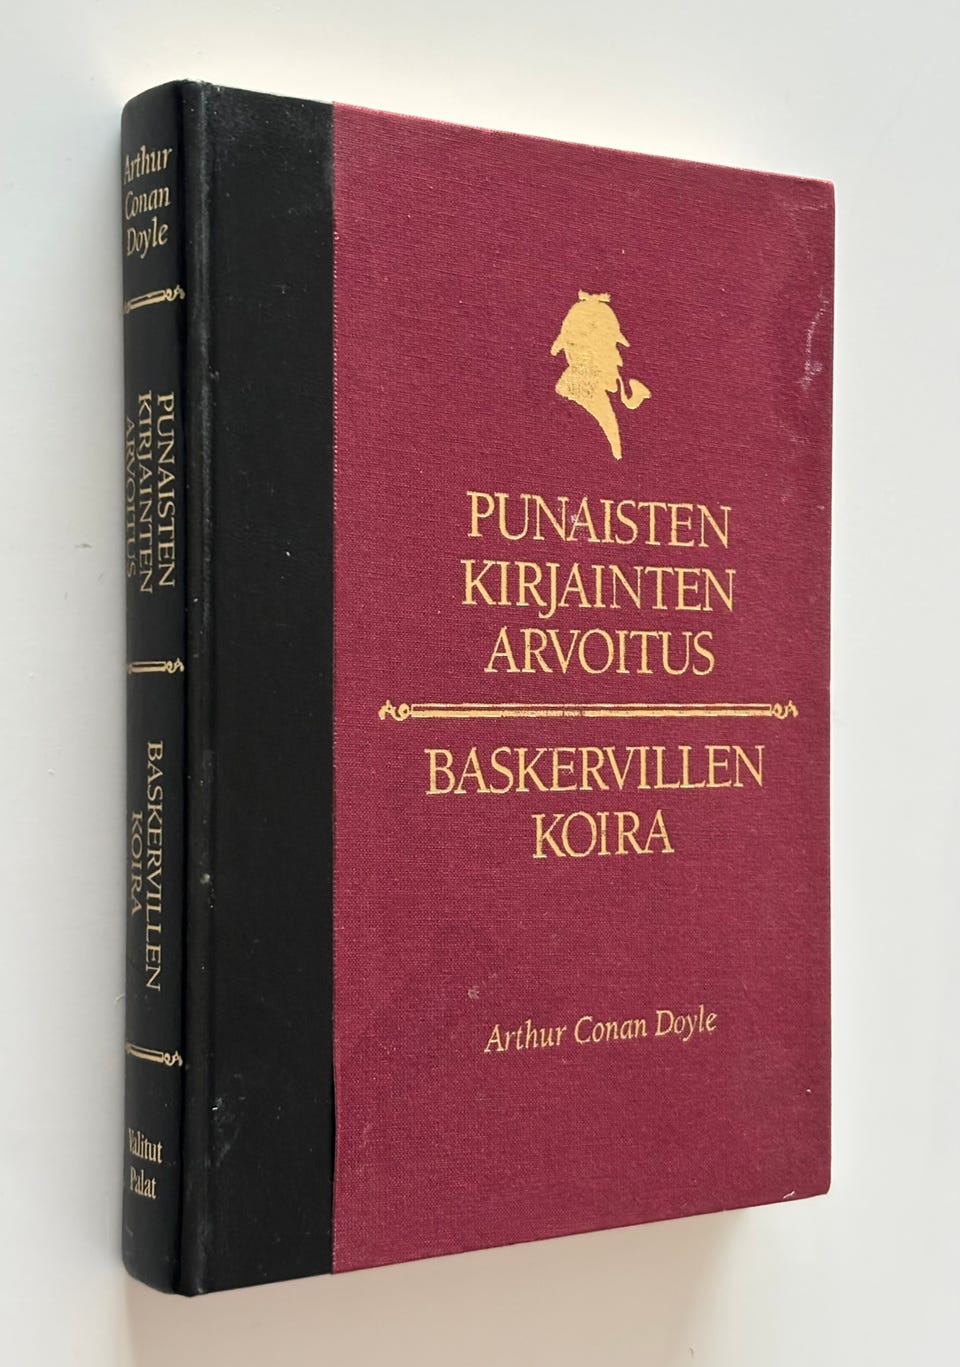 Arthur
Conan
Doyle
PUNAISTEN
KIRJAINTEN
ARVOITUS
BASKERVILLEN
KOIRA
Valitut
Palat
PUNAISTEN
KIRJAINTEN
ARVOITUS
BASKERVILLEN
KOIRA
Arthur Conan Doyle